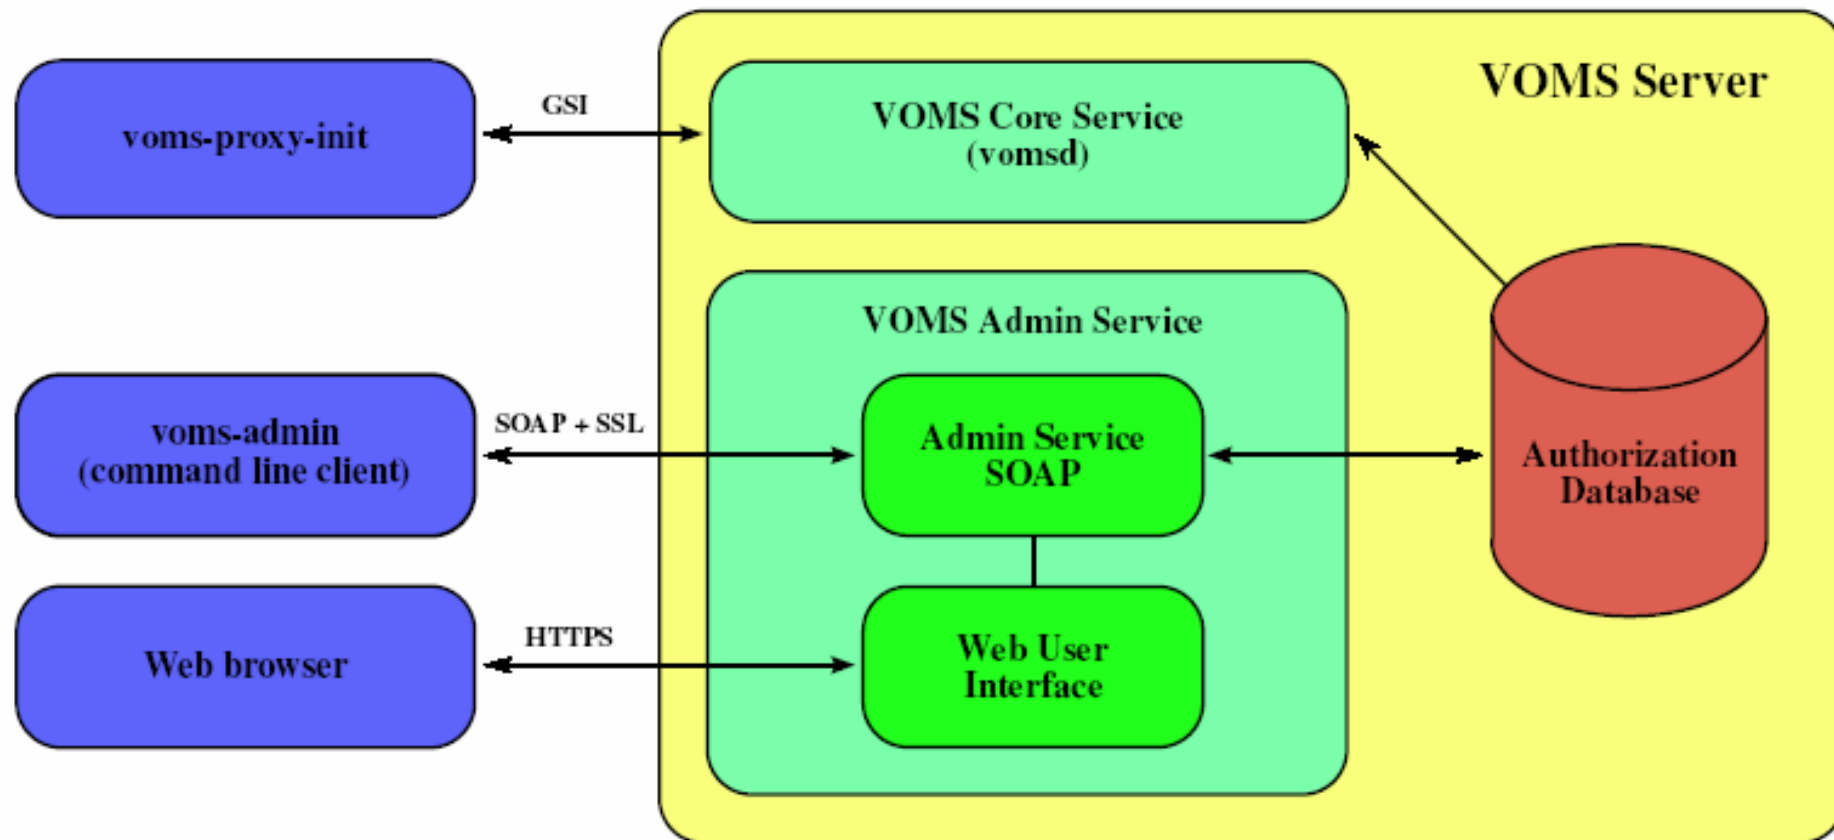 VOMS Server
voms-proxy-init
GSI
VOMS Core Service
(vomsd)
VOMS Admin Service
voms-admin
(command line client)
SOAP + SSL
Admin Service
SOAP
Authorization
Database
Web browser
HTTPS
Web User
Interface